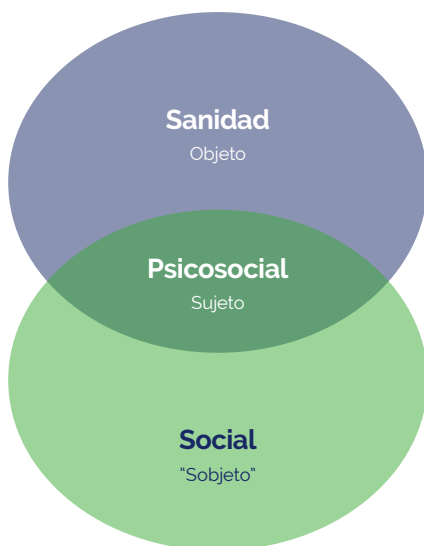 Sanidad
Objeto
Psicosocial
Sujeto
Social
“Sobjeto”